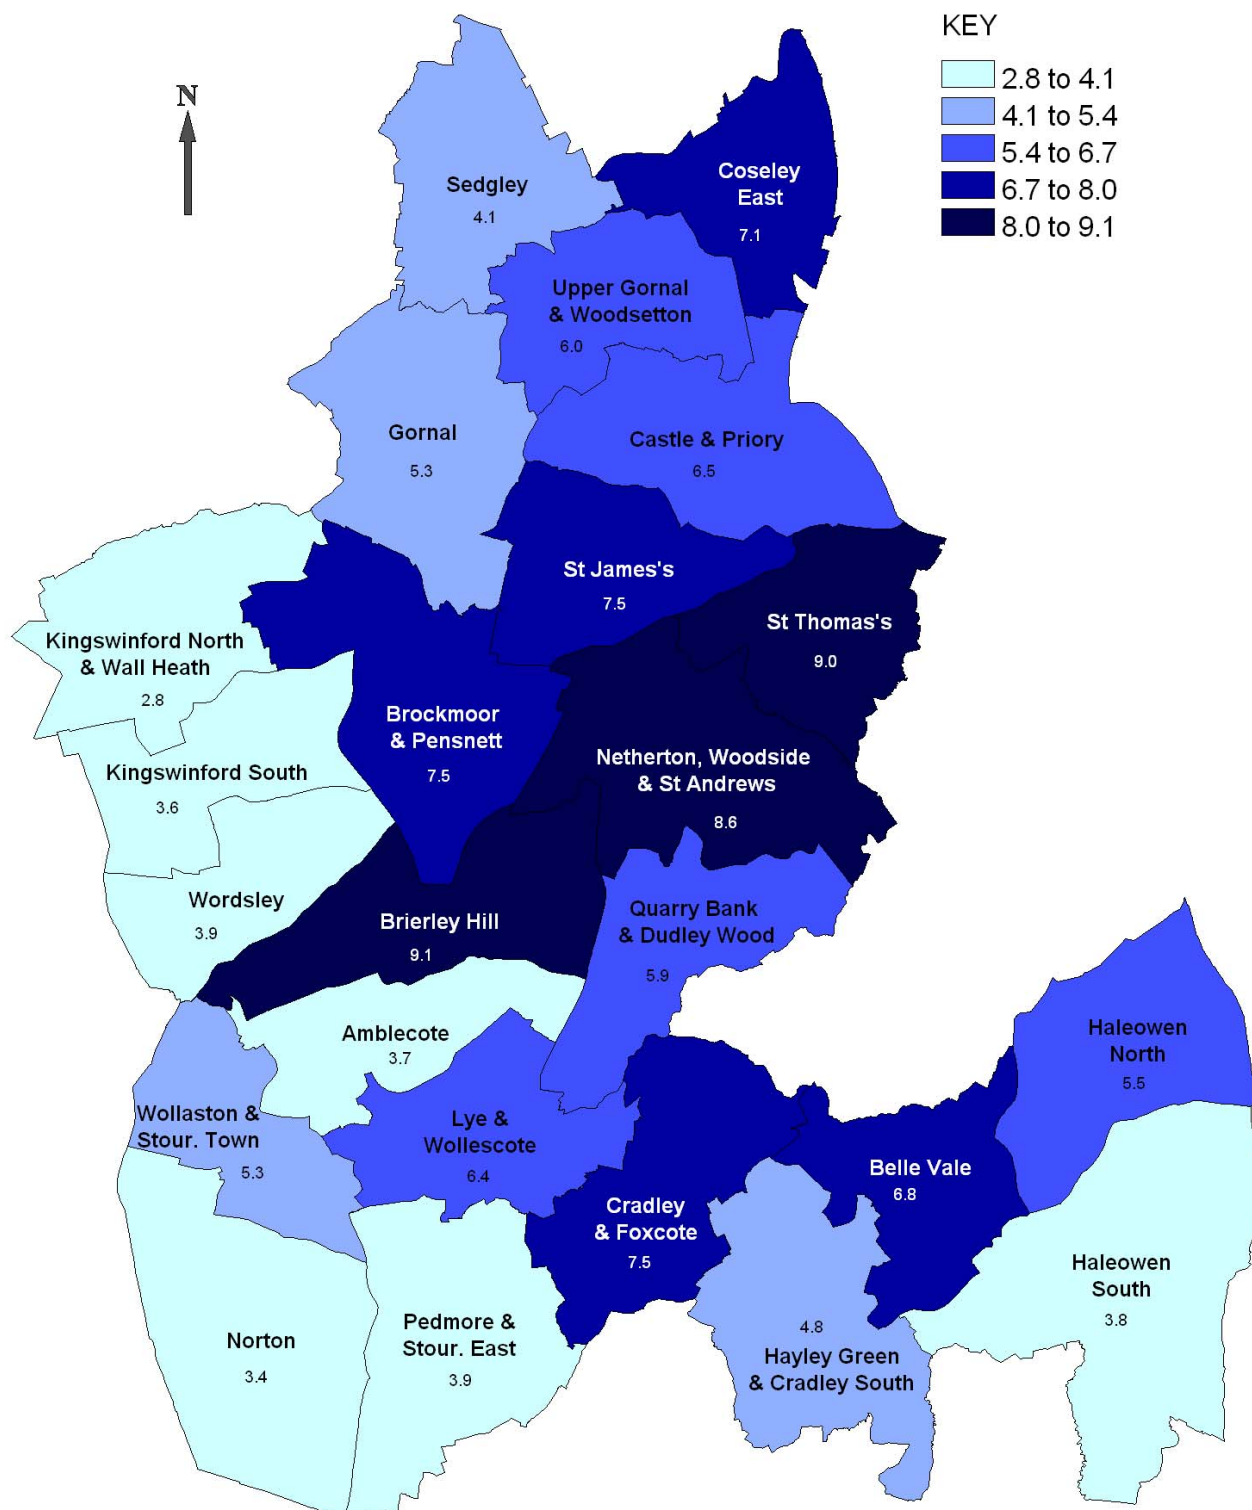 KEY
2.8 to 4.1
4.1 to 5.4
5.4 to 6.7
6.7 to 8.0
8.0 to 9.1
N
Sedgley
4.1
Coseley
East
7.1
Upper Gornal
& Woodsetton
6.0
Gornal
5.3
Castle & Priory
6.5
St James's
7.5
St Thomas's
9.0
Kingswinford North
& Wall Heath
2.8
Brockmoor
& Pensnett
7.5
Kingswinford South
3.6
Netherton, Woodside
& St Andrews
8.6
Wordsley
3.9
Brierley Hill
9.1
Quarry Bank
& Dudley Wood
5.9
Amblecote
3.7
Haleowen
North
5.5
Wollaston &
Stour. Town
5.3
Lye &
Wollescote
6.4
Belle Vale
6.8
Cradley
& Foxcote
7.5
Haleowen
South
3.8
Norton
3.4
Pedmore &
Stour. East
3.9
4.8
Hayley Green
& Cradley South